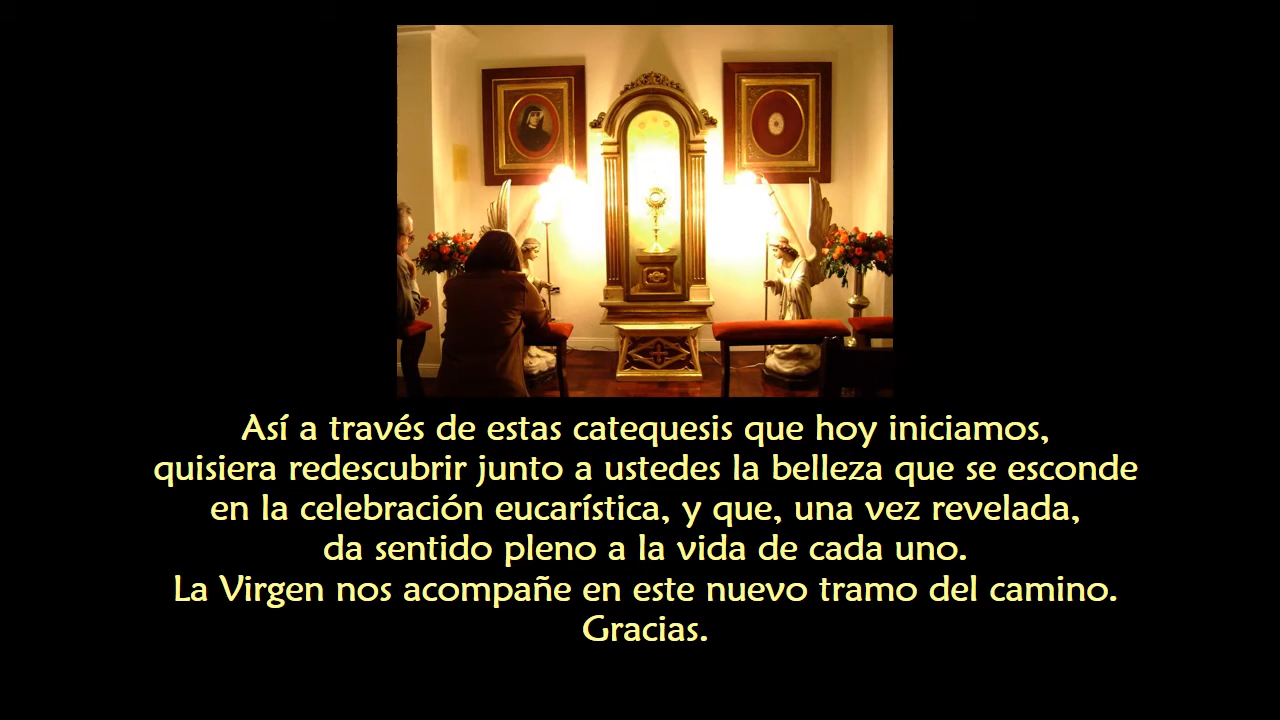 Así a través de estas catequesis que hoy iniciamos,
quisiera redescubrir junto a ustedes la belleza que se esconde
en la celebración eucarística, y que, una vez revelada,
da sentido pleno a la vida de cada uno.
La Virgen nos acompañe en este nuevo tramo del camino.
Gracias.